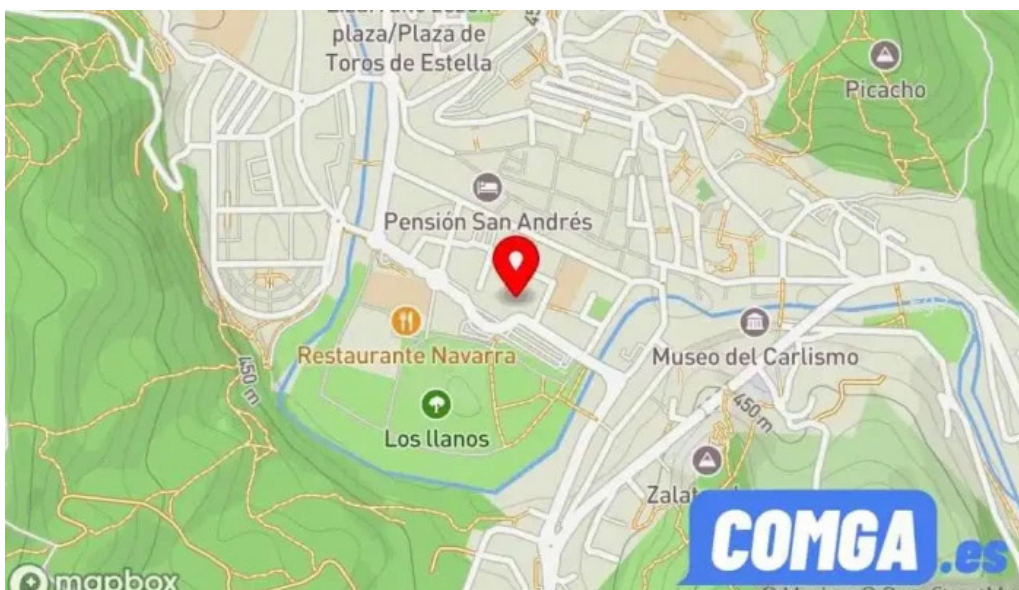 plaza/Plaza de
Toros de Estella
Picacho
Pensión San Andrés
Restaurante Navarra
Museo del Carlismo
450 m
450 m
Los llanos
COMGA.es
mapbox